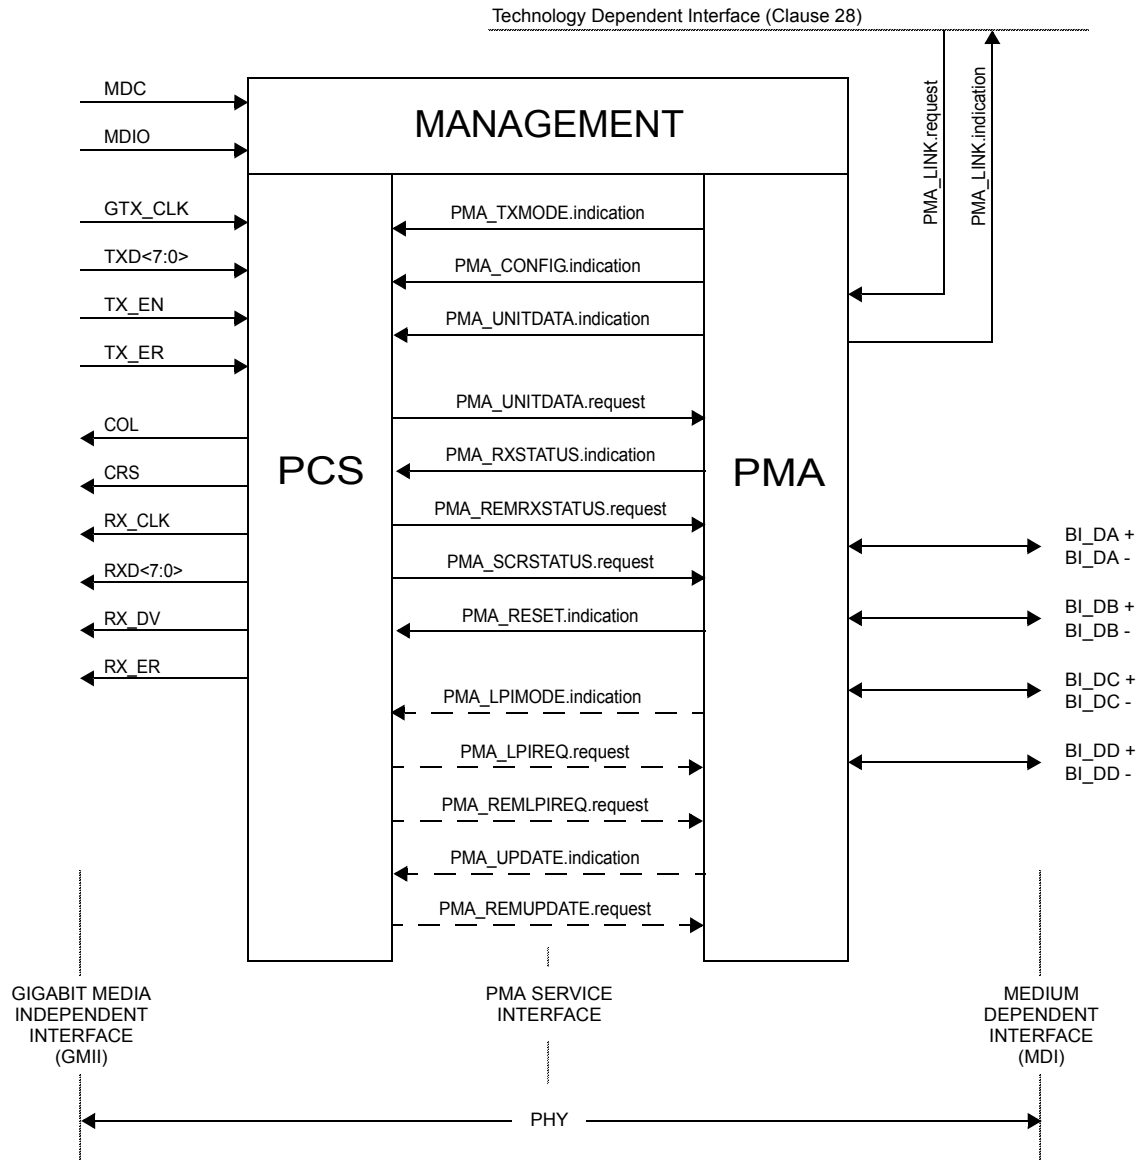 Technology Dependent Interface (Clause 28)
MDC
MDIO
MANAGEMENT
PMA_LINK.request
PMA_LINK.indication
GTX_CLK
TXD<7:0>
TX_EN
TX_ER
COL
CRS
RX_CLK
RXD<7:0>
RX_DV
RX_ER
PCS
PMA_TXMODE.indication
PMA_CONFIG.indication
PMA_UNITDATA.indication
PMA_UNITDATA.request
PMA_RXSTATUS.indication
PMA_REMRXSTATUS.request
PMA_SCRSTATUS.request
PMA_RESET.indication
PMA_LPIMODE.indication
PMA_LPIREQ.request
PMA_REMLPIREQ.request
PMA_UPDATE.indication
PMA_REMUPDATE.request
PMA
BI_DA +
BI_DA -
BI_DB +
BI_DB -
BI_DC +
BI_DC -
BI_DD +
BI_DD -
GIGABIT MEDIA
INDEPENDENT
INTERFACE
(GMII)
PMA SERVICE
INTERFACE
MEDIUM
DEPENDENT
INTERFACE
(MDI)
PHY